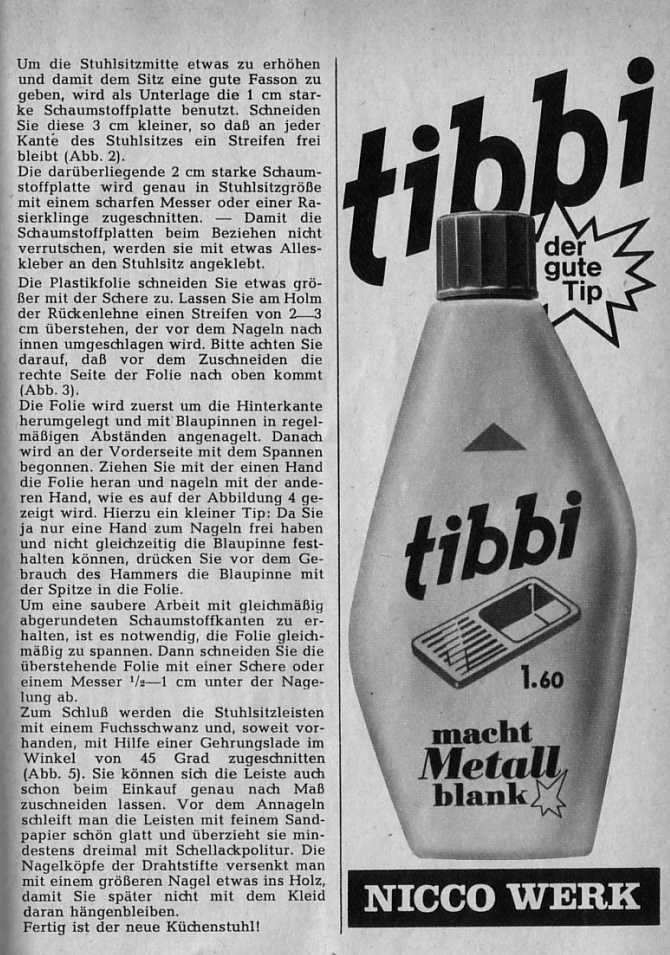 Um die Stuhlsitzmitte etwas zu erhöhen
und damit dem Sitz eine gute Fasson zu
geben, wird als Unterlage die 1 cm star-
ke Schaumstoffplatte benutzt. Schneiden
Sie diese 3 cm kleiner, so daß an jeder
Kante des Stuhlsitzes ein Streifen frei
bleibt (Abb. 2).
Die darüberliegende 2 cm starke Schaum-
stoffplatte wird genau in Stuhlsitzgröße
mit einem scharfen Messer oder einer Ra-
sierklinge zugeschnitten. — Damit die
Schaumstoffplatten beim Beziehen nicht
verrutschen, werden sie mit etwas Alles-
kleber an den Stuhlsitz angeklebt.
Die Plastikfolie schneiden Sie etwas grö-
ßer mit der Schere zu. Lassen Sie am Holm
der Rückenlehne einen Streifen von 2—3
cm überstehen, der vor dem Nageln nach
innen umgeschlagen wird. Bitte achten Sie
darauf, daß vor dem Zuschneiden die
rechte Seite der Folie nach oben kommt
(Abb. 3).
Die Folie wird zuerst um die Hinterkante
herumgelegt und mit Blaupinnen in regel-
mäßigen Abständen angenagelt. Danach
wird an der Vorderseite mit dem Spannen
begonnen. Ziehen Sie mit der einen Hand
die Folie heran und nageln mit der ande-
ren Hand, wie es auf der Abbildung 4 ge-
zeigt wird. Hierzu ein kleiner Tip: Da Sie
ja nur eine Hand zum Nageln frei haben
und nicht gleichzeitig die Blaupinne fest-
halten können, drücken Sie vor dem Ge-
brauch des Hammers die Blaupinne mit
der Spitze in die Folie.
Um eine saubere Arbeit mit gleichmäßig
abgerundeten Schaumstoffkanten zu er-
halten, ist es notwendig, die Folie gleich-
mäßig zu spannen. Dann schneiden Sie die
überstehende Folie mit einer Schere oder
einem Messer ½—1 cm unter der Nage-
lung ab.
Zum Schluß werden die Stuhlsitzleisten
mit einem Fuchsschwanz und, soweit vor-
handen, mit Hilfe einer Gehrungslade im
Winkel von 45 Grad zugeschnitten
(Abb. 5). Sie können sich die Leiste auch
schon beim Einkauf genau nach Maß
zuschneiden lassen. Vor dem Annageln
schleift man die Leisten mit feinem Sand-
papier schön glatt und überzieht sie min-
destens dreimal mit Schellackpolitur. Die
Nagelköpfe der Drahtstifte versenkt man
mit einem größeren Nagel etwas ins Holz,
damit Sie später nicht mit dem Kleid
daran hängenbleiben.
Fertig ist der neue Küchenstuhl!
tibbi
der
gute
Tip
tibbi
1.60
macht
Metall
blank
NICCO WERK